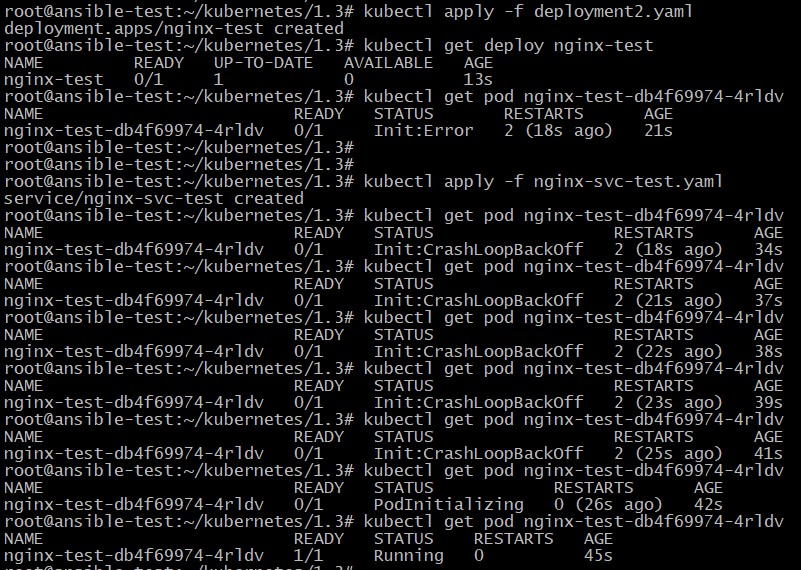 root@ansible-test:~/kubernetes/1.3# kubectl apply -f deployment2.yaml
deployment.apps/nginx-test created
root@ansible-test:~/kubernetes/1.3# kubectl get deploy nginx-test
NAME         READY   UP-TO-DATE   AVAILABLE   AGE
nginx-test   0/1     1            0           13s
root@ansible-test:~/kubernetes/1.3# kubectl get pod nginx-test-db4f69974-4rldv
NAME                         READY   STATUS       RESTARTS      AGE
nginx-test-db4f69974-4rldv   0/1     Init:Error   2 (18s ago)   21s
root@ansible-test:~/kubernetes/1.3#
root@ansible-test:~/kubernetes/1.3#
root@ansible-test:~/kubernetes/1.3# kubectl apply -f nginx-svc-test.yaml
service/nginx-svc-test created
root@ansible-test:~/kubernetes/1.3# kubectl get pod nginx-test-db4f69974-4rldv
NAME                         READY   STATUS                  RESTARTS      AGE
nginx-test-db4f69974-4rldv   0/1     Init:CrashLoopBackOff   2 (18s ago)   34s
root@ansible-test:~/kubernetes/1.3# kubectl get pod nginx-test-db4f69974-4rldv
NAME                         READY   STATUS                  RESTARTS      AGE
nginx-test-db4f69974-4rldv   0/1     Init:CrashLoopBackOff   2 (21s ago)   37s
root@ansible-test:~/kubernetes/1.3# kubectl get pod nginx-test-db4f69974-4rldv
NAME                         READY   STATUS                  RESTARTS      AGE
nginx-test-db4f69974-4rldv   0/1     Init:CrashLoopBackOff   2 (22s ago)   38s
root@ansible-test:~/kubernetes/1.3# kubectl get pod nginx-test-db4f69974-4rldv
NAME                         READY   STATUS                  RESTARTS      AGE
nginx-test-db4f69974-4rldv   0/1     Init:CrashLoopBackOff   2 (23s ago)   39s
root@ansible-test:~/kubernetes/1.3# kubectl get pod nginx-test-db4f69974-4rldv
NAME                         READY   STATUS                  RESTARTS      AGE
nginx-test-db4f69974-4rldv   0/1     Init:CrashLoopBackOff   2 (25s ago)   41s
root@ansible-test:~/kubernetes/1.3# kubectl get pod nginx-test-db4f69974-4rldv
NAME                         READY   STATUS            RESTARTS      AGE
nginx-test-db4f69974-4rldv   0/1     PodInitializing   0 (26s ago)   42s
root@ansible-test:~/kubernetes/1.3# kubectl get pod nginx-test-db4f69974-4rldv
NAME                         READY   STATUS    RESTARTS   AGE
nginx-test-db4f69974-4rldv   1/1     Running   0          45s
root@ansible-test:~/kubernetes/1.3#